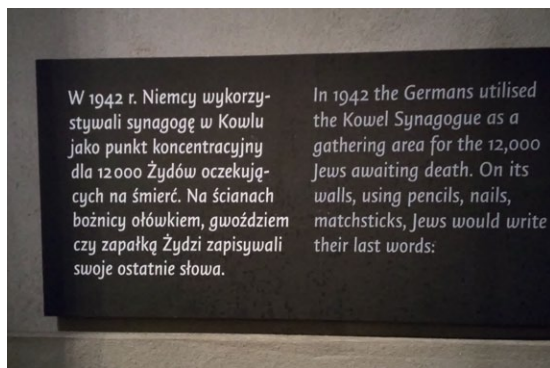 W 1942 r. Niemcy wykorzy-
stywali synagogę w Kowlu
jako punkt koncentracyjny
dla 12 000 Żydów oczekują-
cych na śmierć. Na ścianach
bożnicy ołówkiem, gwoździem
czy zapałką Żydzi zapisywali
swoje ostatnie słowa.
In 1942 the Germans utilised
the Kowel Synagogue as a
gathering area for the 12,000
Jews awaiting death. On its
walls, using pencils, nails,
matchsticks, Jews would write
their last words: